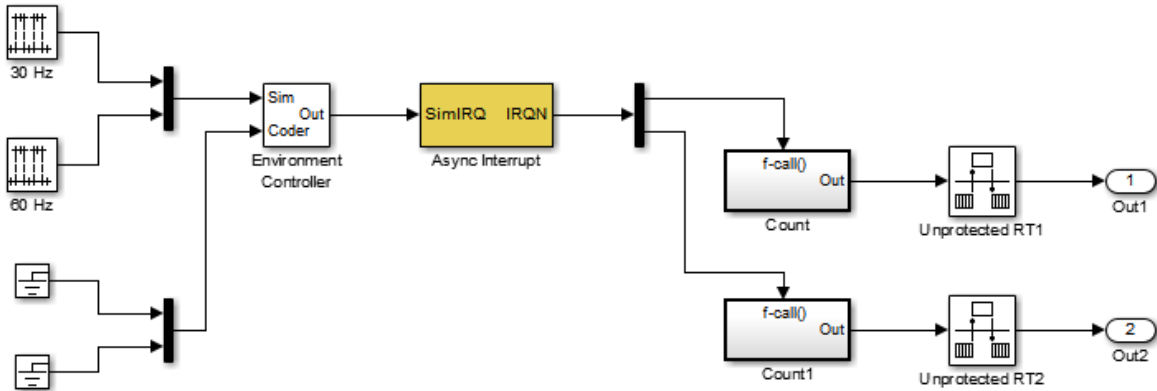 30 Hz
60 Hz
Sim
Out
Coder
Environment
Controller
SimIRQ IRQN
Async Interrupt
f-call()
Out
Count
Unprotected RT1
1
Out1
f-call()
Out
Count1
Unprotected RT2
2
Out2